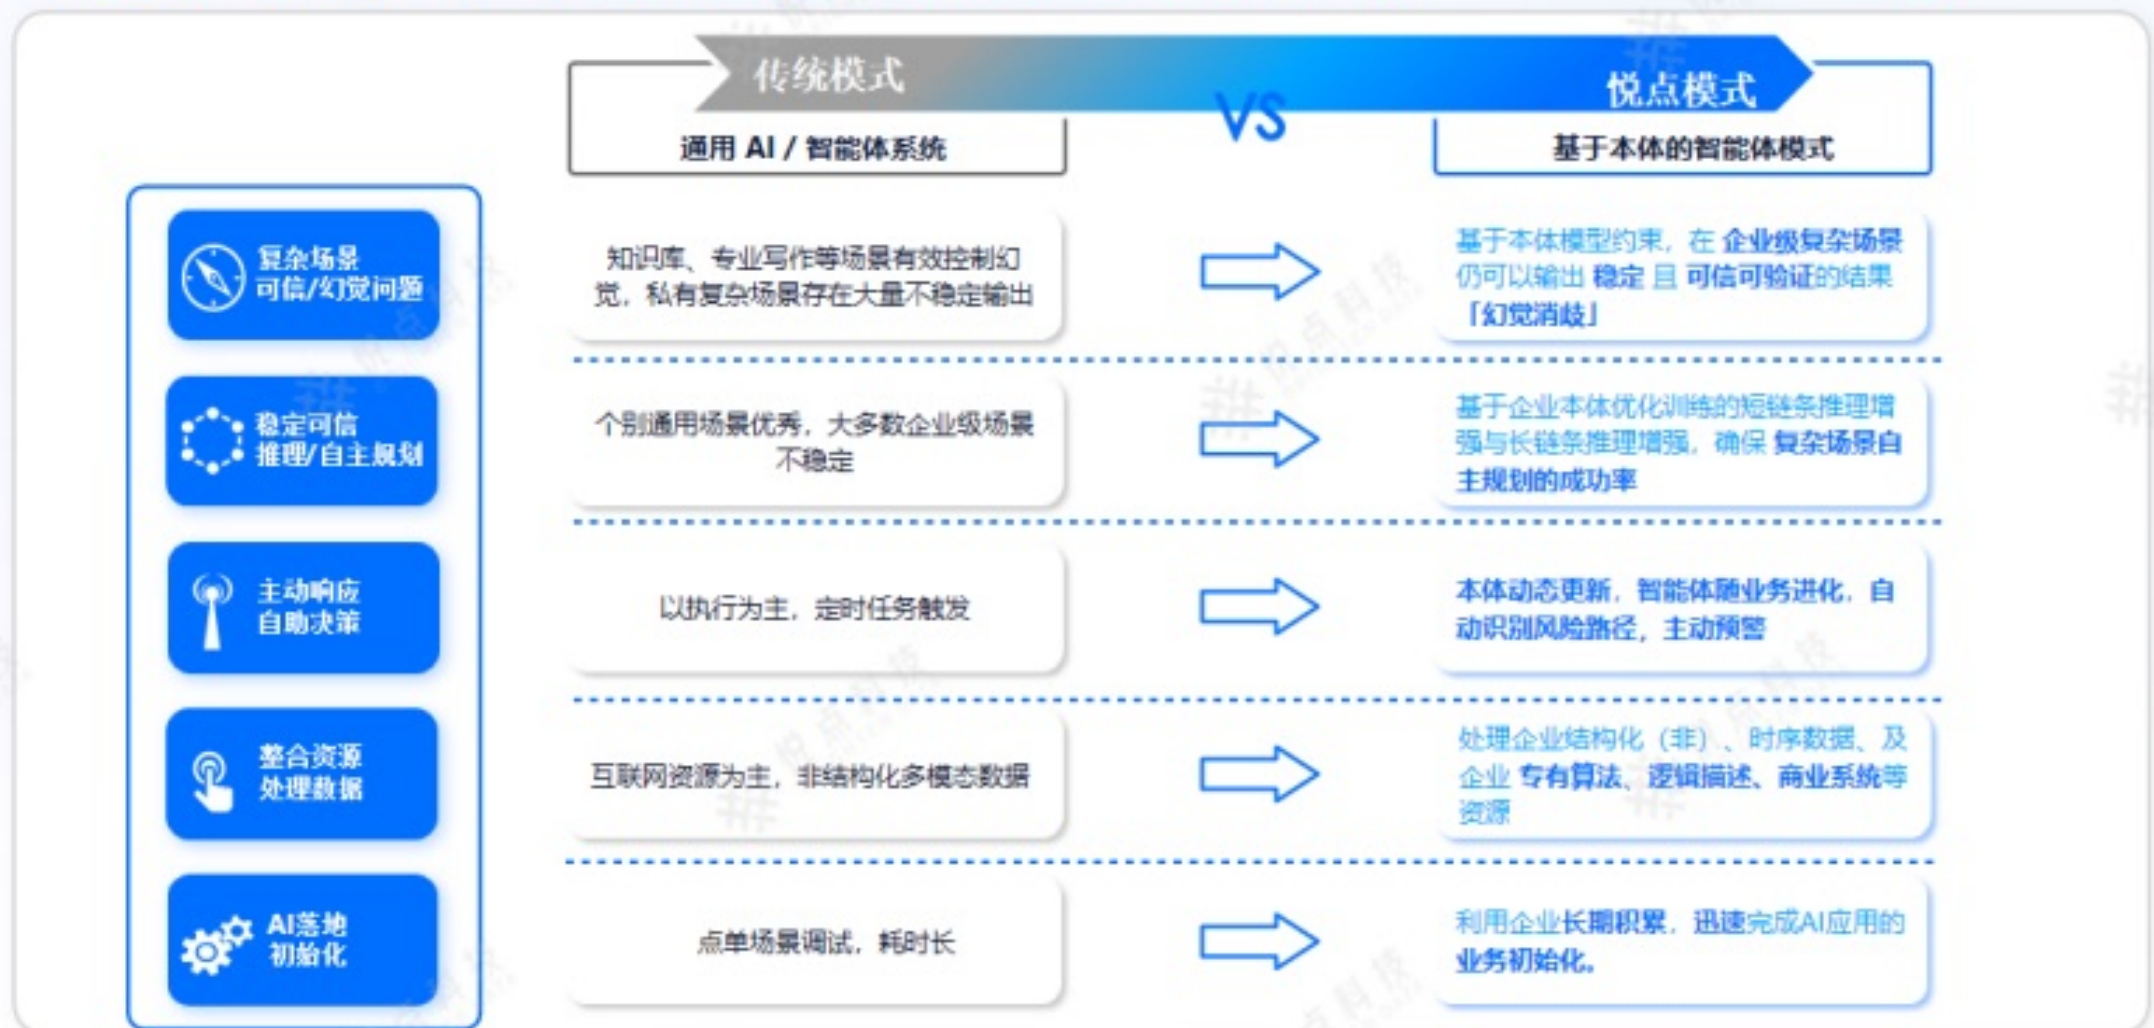 传统模式
VS
悦点模式
通用 AI / 智能体系统
基于本体的智能体模式
复杂场景
可信/幻觉问题
知识库、专业写作等场景有效控制幻
觉，私有复杂场景存在大量不稳定输出
基于本体模型约束，在 企业级复杂场景
仍可以输出 稳定 且 可信可验证的结果
「幻觉消歧」
稳定可信
推理/自主规划
个别通用场景优秀，大多数企业级场景
不稳定
基于企业本体优化训练的短链条推理增
强与长链条推理增强，确保 复杂场景自
主规划的成功率
主动响应
自助决策
以执行为主，定时任务触发
本体动态更新，智能体随业务进化，自
动识别风险路径，主动预警
整合资源
处理数据
互联网资源为主，非结构化多模态数据
处理企业结构化（非）、时序数据、及
企业 专有算法、逻辑描述、商业系统等
资源
AI落地
初始化
点单场景调试，耗时长
利用企业长期积累，迅速完成AI应用的
业务初始化。
悦点科技